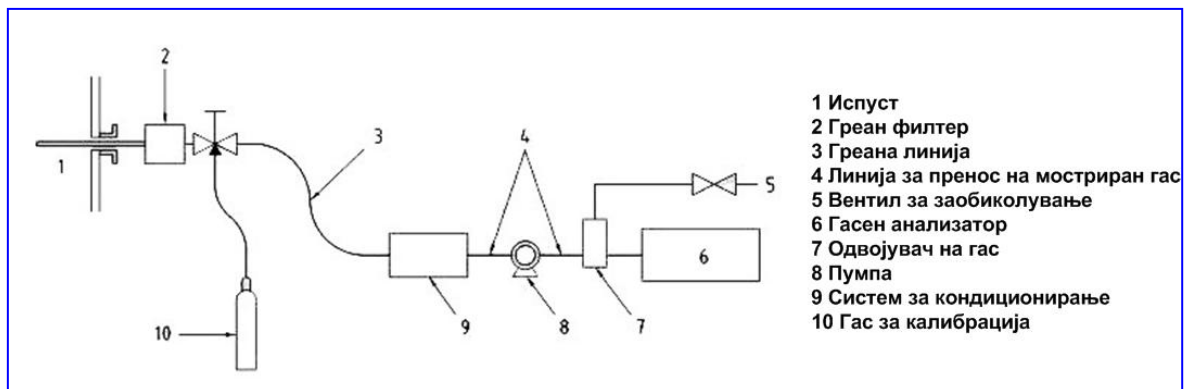 2
1
3
4
5
6
10
9
8
7
1 Испуст
2 Греан филтер
3 Греана линија
4 Линија за пренос на мостриран гас
5 Вентил за заобиколување
6 Гасен анализатор
7 Одвојувач на гас
8 Пумпа
9 Систем за кондиционирање
10 Гас за калибрација